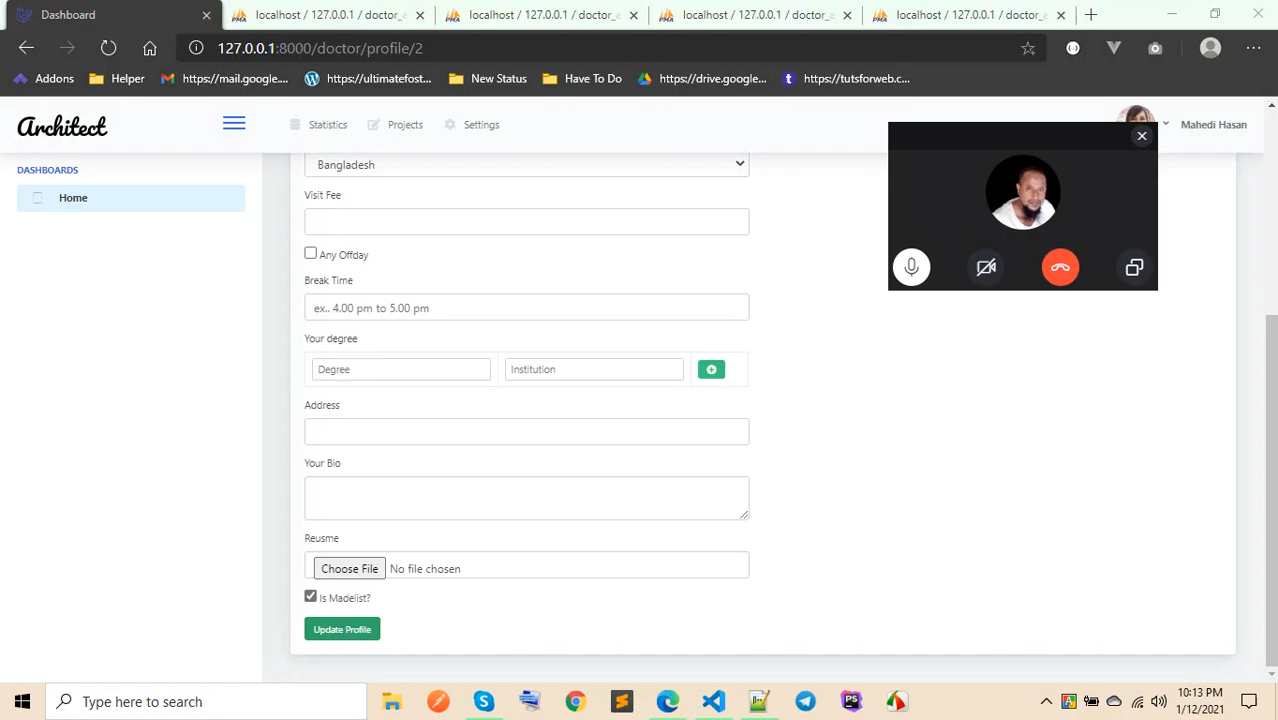 Dashboard
localhost / 127.0.0.1 / doctor_a
localhost / 127.0.0.1 / doctor_a
localhost / 127.0.0.1 / doctor_a
localhost / 127.0.0.1 / doctor_a
127.0.0.1:8000/doctor/profile/2
Addons
Helper
https://mail.google....
https://ultimatefost...
New Status
Have To Do
https://drive.google...
https://tutsforweb.c...
Architect
Statistics
Projects
Settings
Mahedi Hasan
DASHBOARDS
Home
Bangladesh
Visit Fee
Any Offday
Break Time
ex.. 4.00 pm to 5.00 pm
Your degree
Degree
Institution
Address
Your Bio
Reusme
Choose File No file chosen
Is Madelist?
Update Profile
Type here to search
10:13 PM
1/12/2021